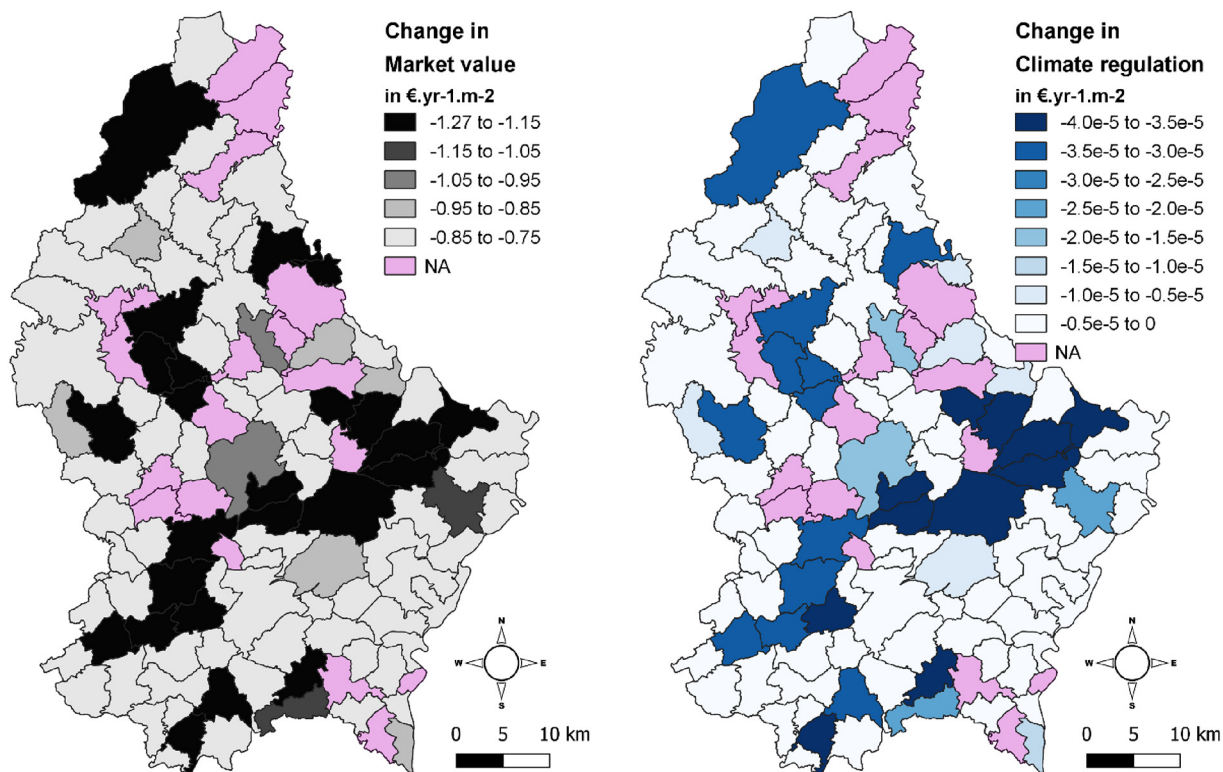 Change in
Market value
in €.yr-1.m-2
-1.27 to -1.15
-1.15 to -1.05
-1.05 to -0.95
-0.95 to -0.85
-0.85 to -0.75
NA
N
W E
S
0 5 10 km
Change in
Climate regulation
in €.yr-1.m-2
-4.0e-5 to -3.5e-5
-3.5e-5 to -3.0e-5
-3.0e-5 to -2.5e-5
-2.5e-5 to -2.0e-5
-2.0e-5 to -1.5e-5
-1.5e-5 to -1.0e-5
-1.0e-5 to -0.5e-5
-0.5e-5 to 0
NA
N
W E
S
0 5 10 km